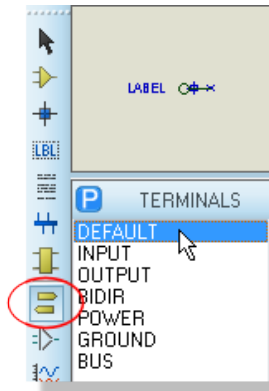 LABEL
LBL
P TERMINALS
DEFAULT
INPUT
OUTPUT
BIDIR
POWER
GROUND
BUS